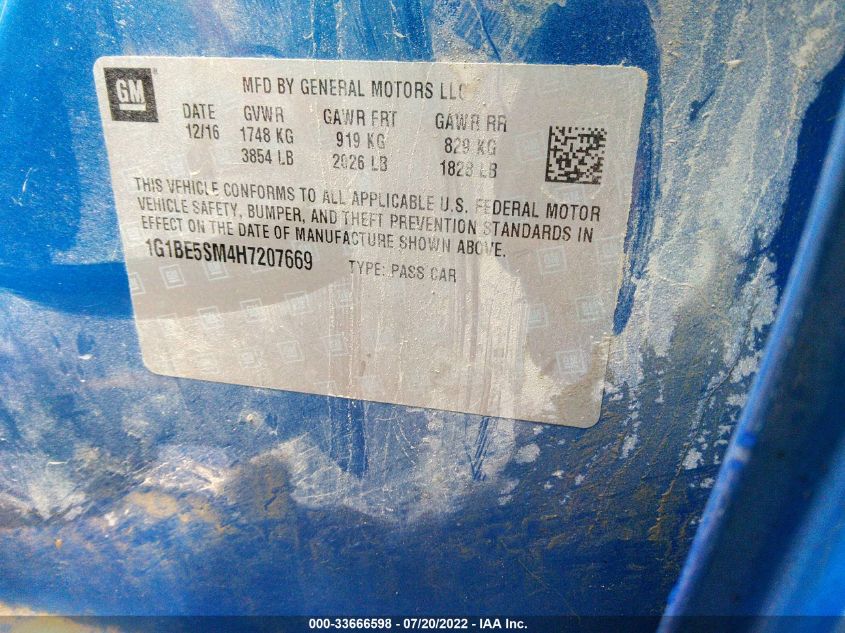 GM
MFD BY GENERAL MOTORS LLC
DATE GVWR GAWR FRT GAWR RR
12/16 1748 KG 919 KG 829 KG
3854 LB 2026 LB 1828 LB
THIS VEHICLE CONFORMS TO ALL APPLICABLE U.S. FEDERAL MOTOR
VEHICLE SAFETY, BUMPER, AND THEFT PREVENTION STANDARDS IN
EFFECT ON THE DATE OF MANUFACTURE SHOWN ABOVE.
1G1BE5SM4H7207669 TYPE: PASS CAR
000-33666598 - 07/20/2022 - IAA Inc.